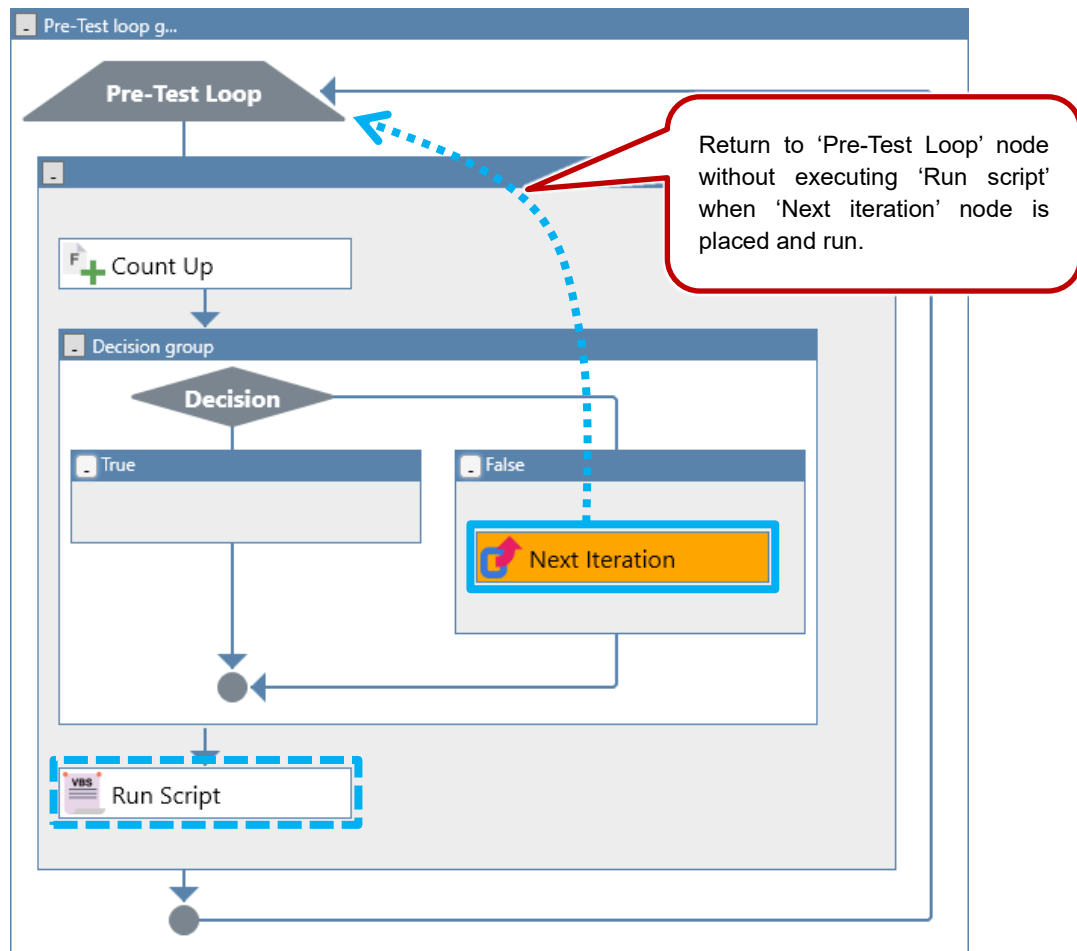 Pre-Test loop g...
Pre-Test Loop
Return to ‘Pre-Test Loop’ node
without executing ‘Run script’
when ‘Next iteration’ node is
placed and run.
F
Count Up
Decision group
Decision
True
False
Next Iteration
VBS
Run Script